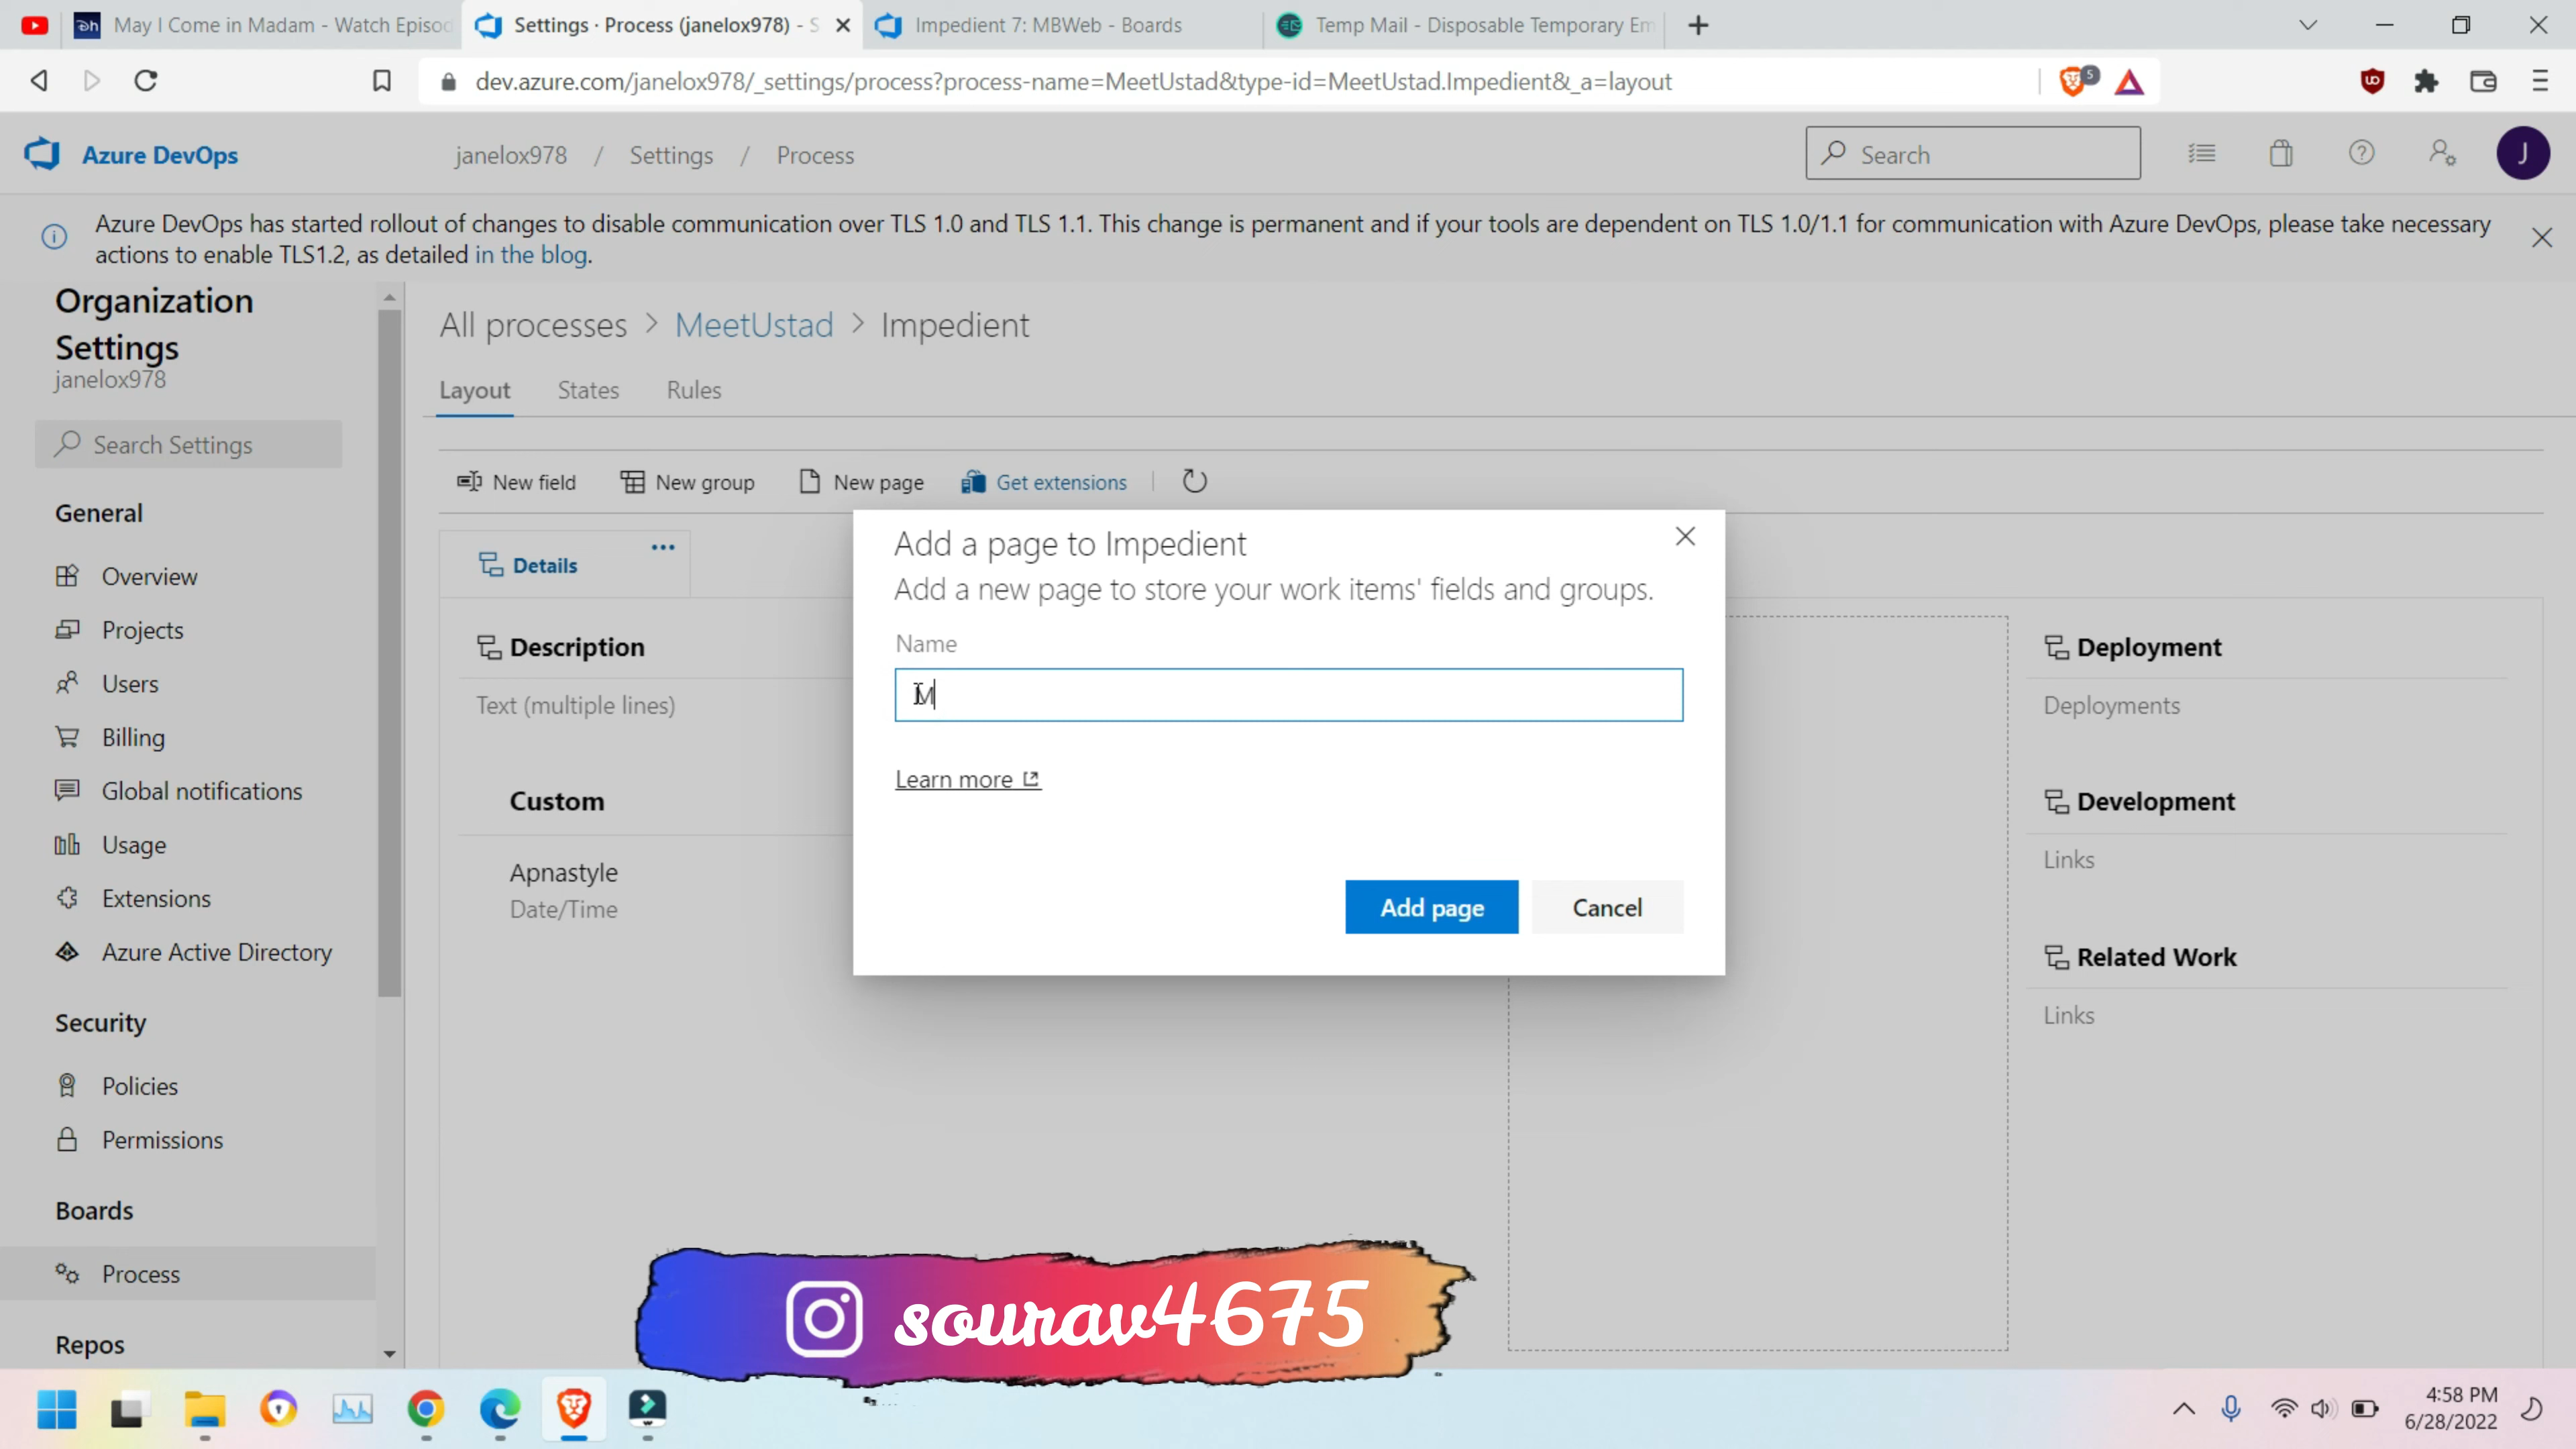 May I Come in Madam - Watch Episod
Settings · Process (janelox978) - S
Impedient 7: MBWeb - Boards
Temp Mail - Disposable Temporary Em
dev.azure.com/janelox978/_settings/process?process-name=MeetUstad&type-id=MeetUstad.Impedient&_a=layout
5
Azure DevOps
janelox978 / Settings / Process
Search
J
Azure DevOps has started rollout of changes to disable communication over TLS 1.0 and TLS 1.1. This change is permanent and if your tools are dependent on TLS 1.0/1.1 for communication with Azure DevOps, please take necessary
actions to enable TLS1.2, as detailed in the blog.
Organization
Settings
janelox978
Search Settings
General
Overview
Projects
Users
Billing
Global notifications
Usage
Extensions
Azure Active Directory
Security
Policies
Permissions
Boards
Process
Repos
All processes > MeetUstad > Impedient
Layout States Rules
New field New group New page Get extensions
Details
Description
Text (multiple lines)
Custom
Apnastyle
Date/Time
Add a page to Impedient
Add a new page to store your work items' fields and groups.
Name
M
Learn more
Add page Cancel
Deployment
Deployments
Development
Links
Related Work
Links
sourav4675
4:58 PM
6/28/2022